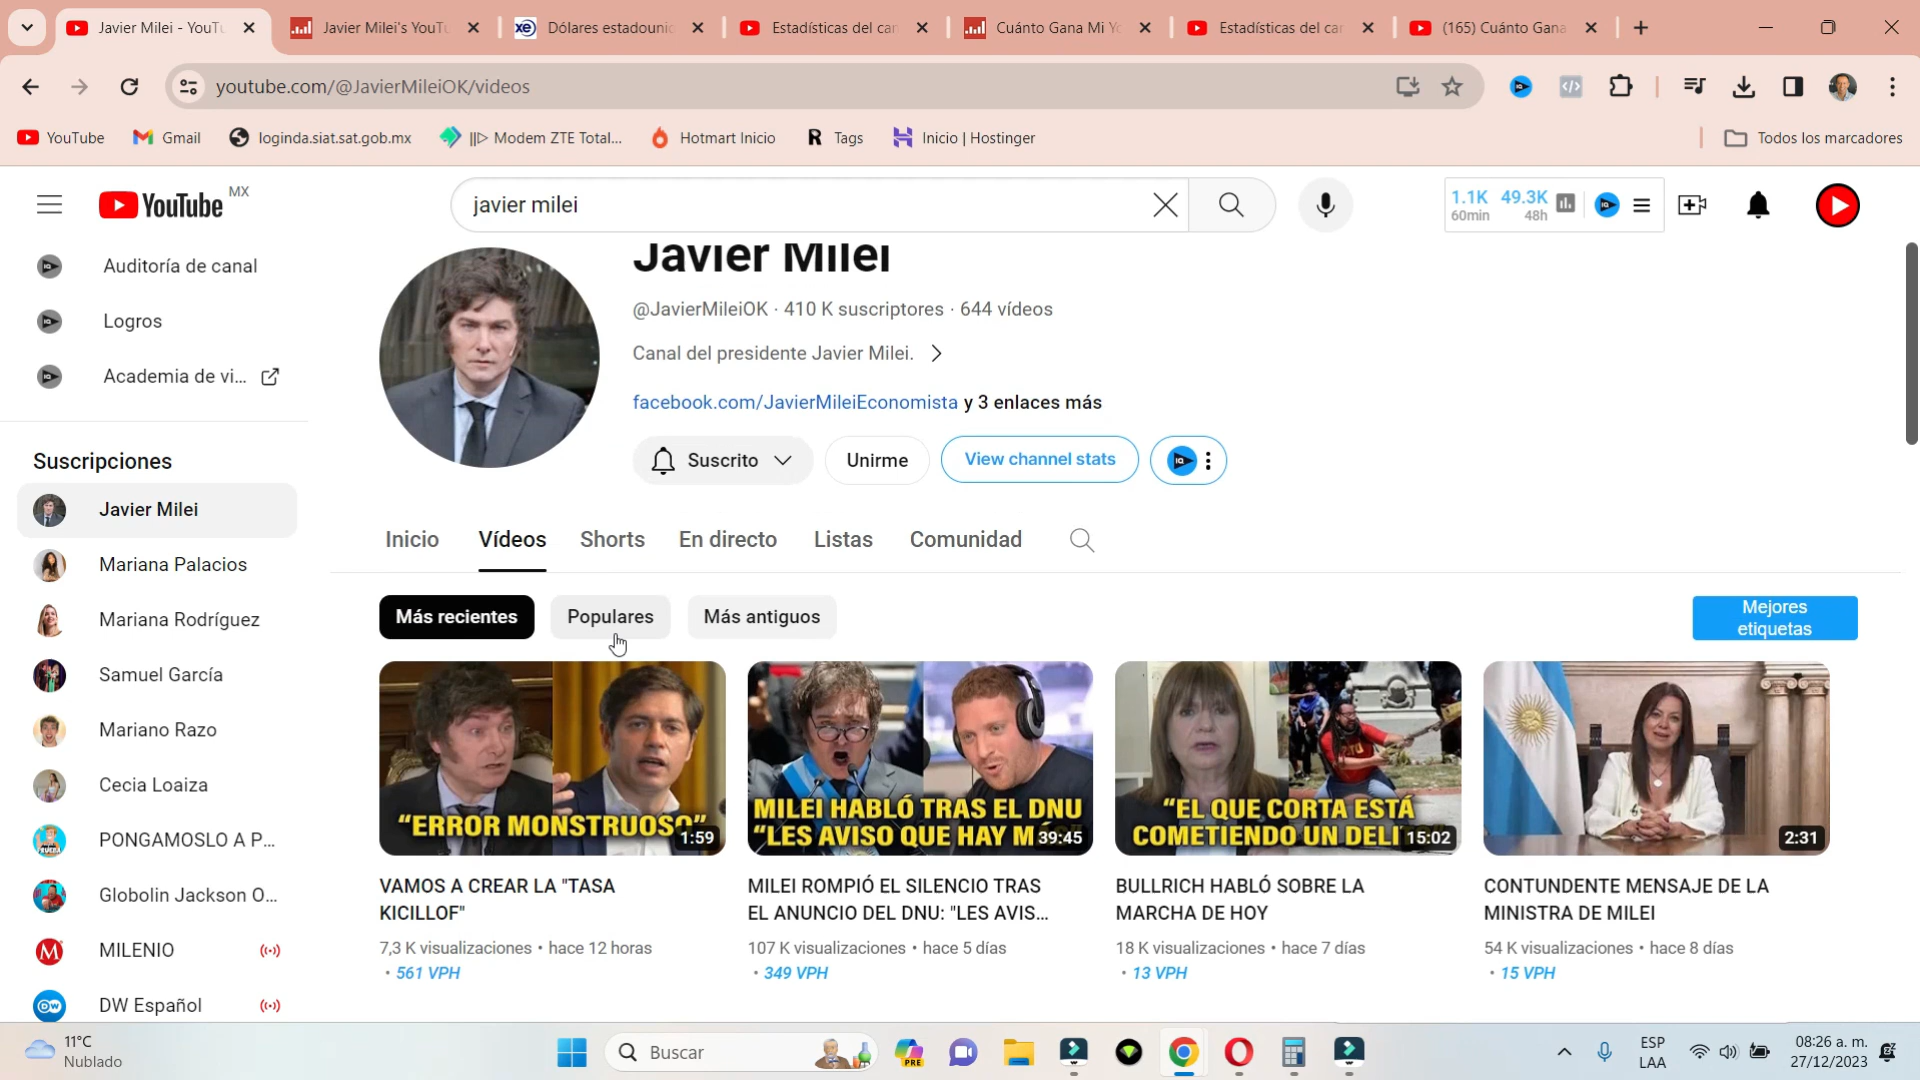 Javier Milei - YouTu
Javier Milei's YouTu
Dólares estadounic
Estadísticas del car
Cuánto Gana Mi Yo
Estadísticas del car
(165) Cuánto Gana
youtube.com/@JavierMileiOK/videos
YouTube
Gmail
loginda.siat.sat.gob.mx
||▷ Modem ZTE Total...
Hotmart Inicio
R Tags
Inicio | Hostinger
Todos los marcadores
YouTube MX
javier milei
1.1K 49.3K
60min 48h
Auditoría de canal
Logros
Academia de vi...
Suscripciones
Javier Milei
Mariana Palacios
Mariana Rodríguez
Samuel García
Mariano Razo
Cecia Loaiza
PONGAMOSLO A P...
Globolin Jackson O...
MILENIO
DW Español
Javier Milei
@JavierMileiOK · 410 K suscriptores · 644 vídeos
Canal del presidente Javier Milei.
facebook.com/JavierMileiEconomista y 3 enlaces más
Suscrito
Unirme
View channel stats
Inicio
Vídeos
Shorts
En directo
Listas
Comunidad
Más recientes
Populares
Más antiguos
Mejores
etiquetas
"ERROR MONSTRUOSO"
1:59
MILEI HABLÓ TRAS EL DNU
"LES AVISO QUE HAY M
39:45
"EL QUE CORTA ESTÁ
COMETIENDO UN DELI
15:02
2:31
VAMOS A CREAR LA "TASA
KICILLOF"
7,3 K visualizaciones • hace 12 horas
• 561 VPH
MILEI ROMPIÓ EL SILENCIO TRAS
EL ANUNCIO DEL DNU: "LES AVIS...
107 K visualizaciones • hace 5 días
• 349 VPH
BULLRICH HABLÓ SOBRE LA
MARCHA DE HOY
18 K visualizaciones • hace 7 días
• 13 VPH
CONTUNDENTE MENSAJE DE LA
MINISTRA DE MILEI
54 K visualizaciones • hace 8 días
• 15 VPH
11°C
Nublado
Buscar
PRE
ESP
LAA
08:26 a. m.
27/12/2023